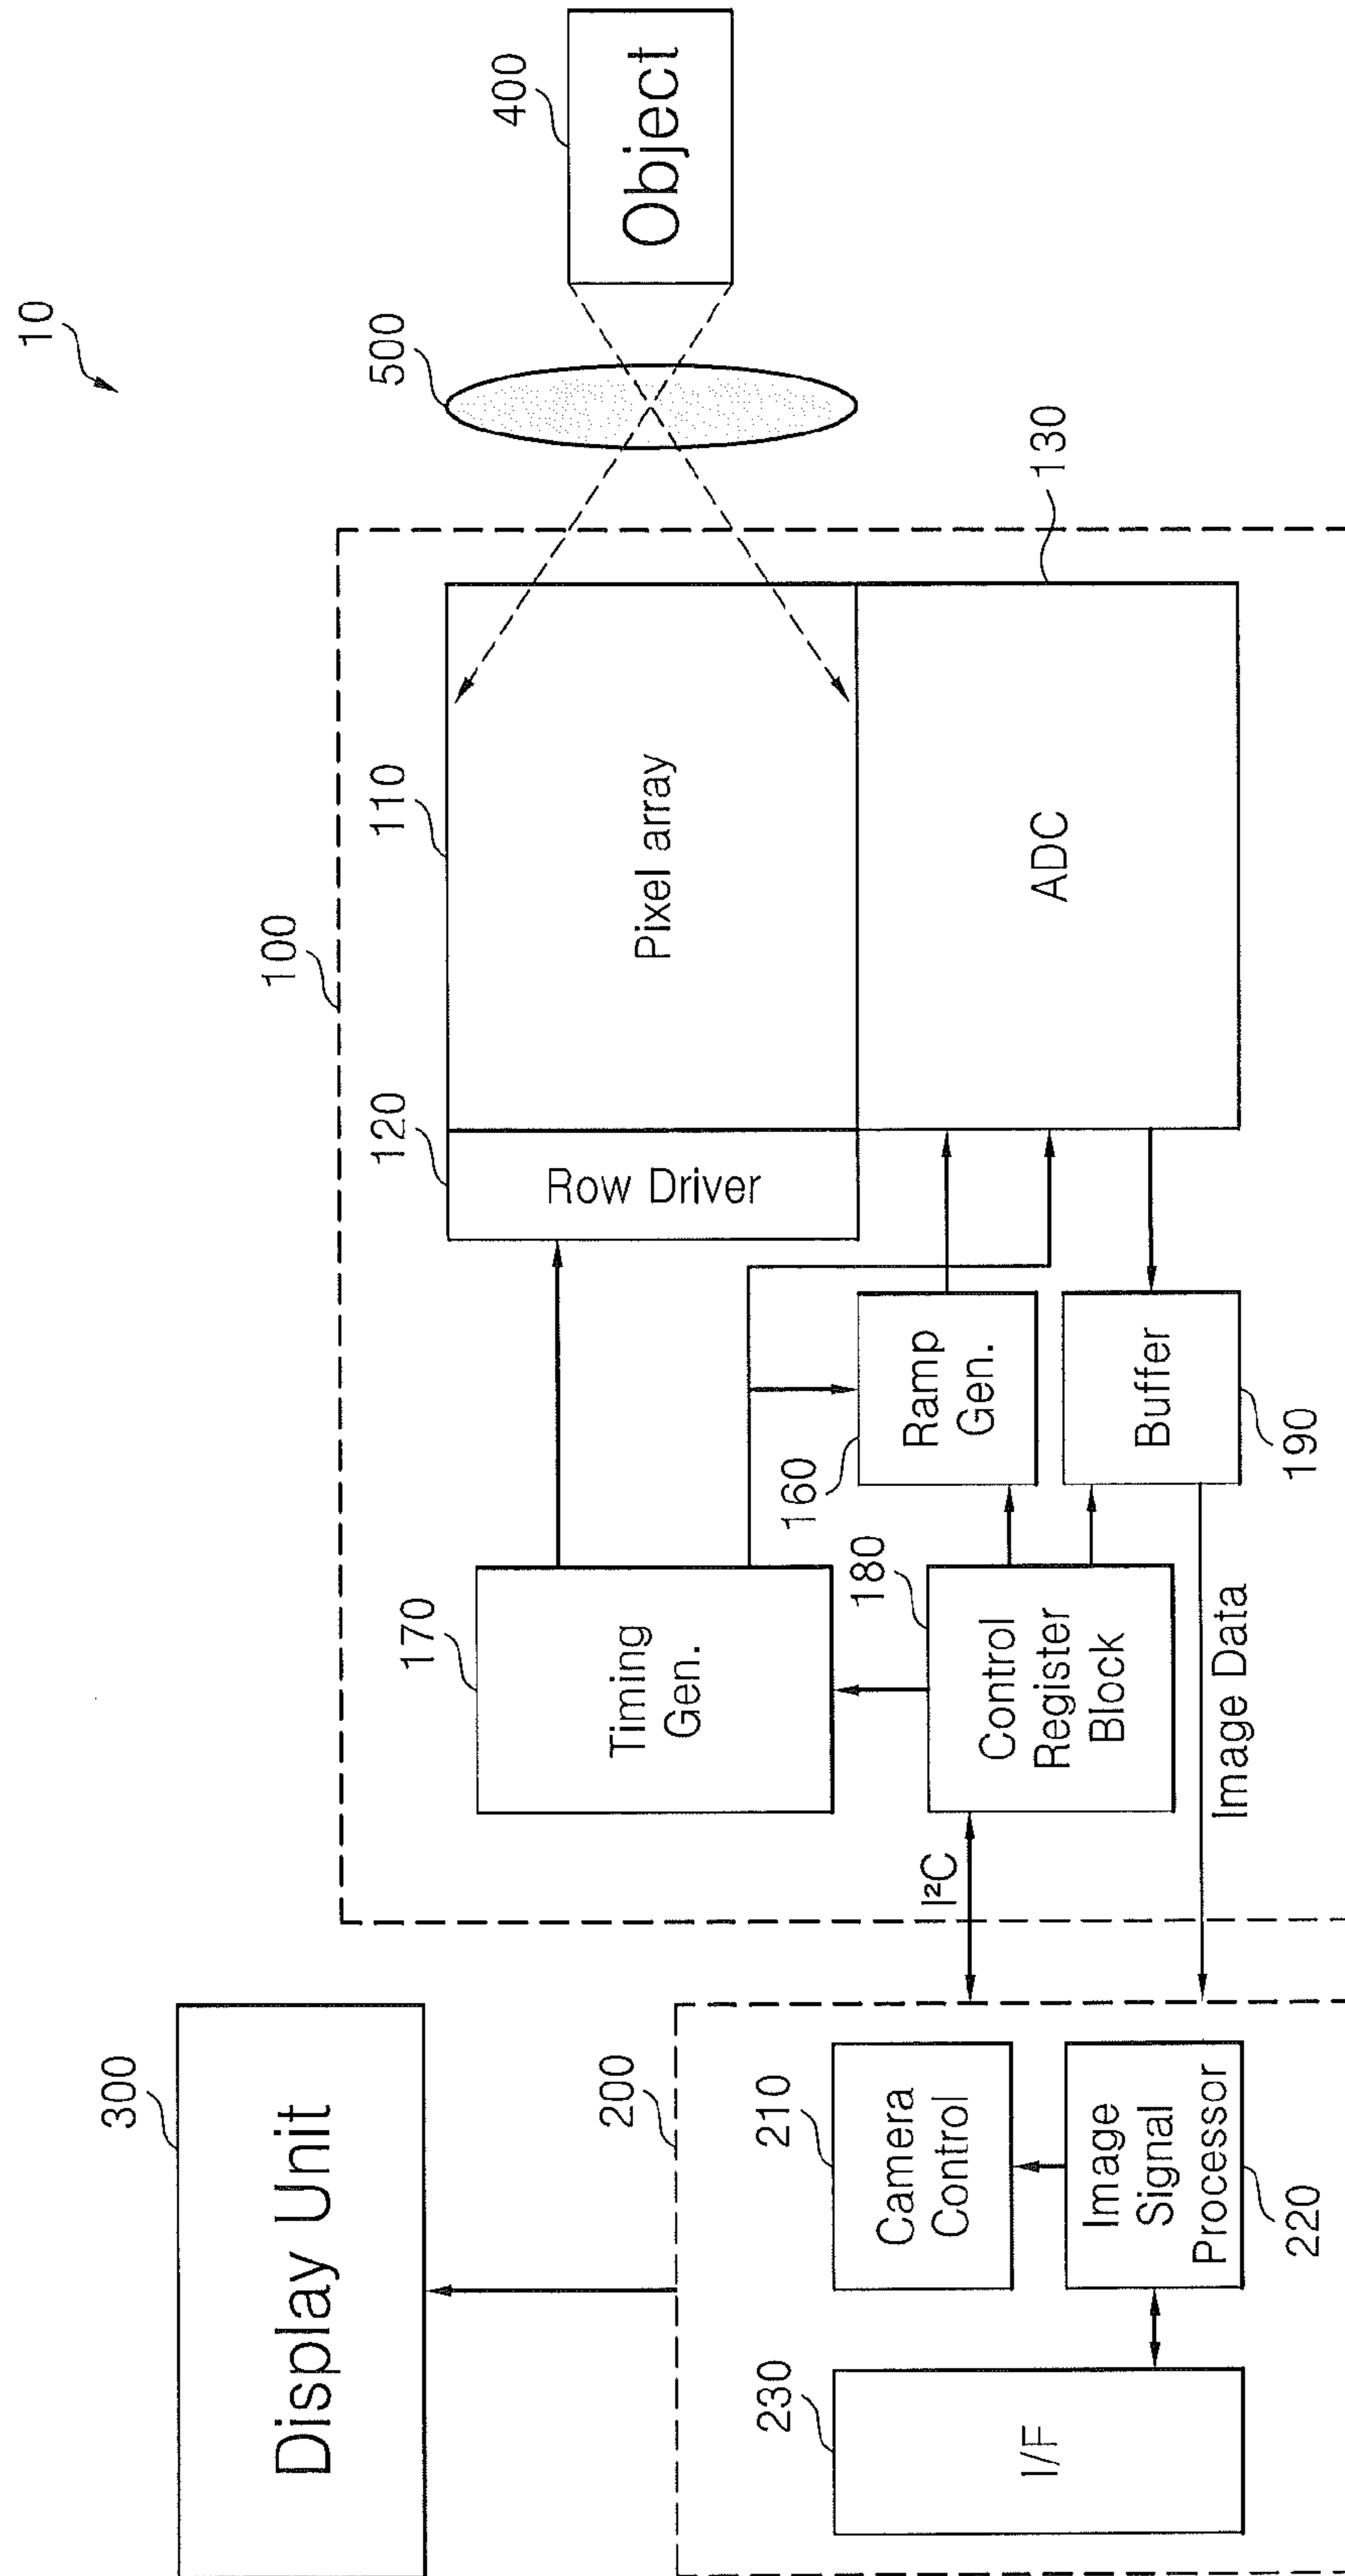 10
300
Display Unit
200
230
I/F
210
Camera
Control
Image
Signal
Processor
220
100
170
Timing
Gen.
I²C
180
Control
Register
Block
Image Data
160
Ramp
Gen.
Buffer
190
120
Row Driver
110
Pixel array
ADC
130
500
400
Object